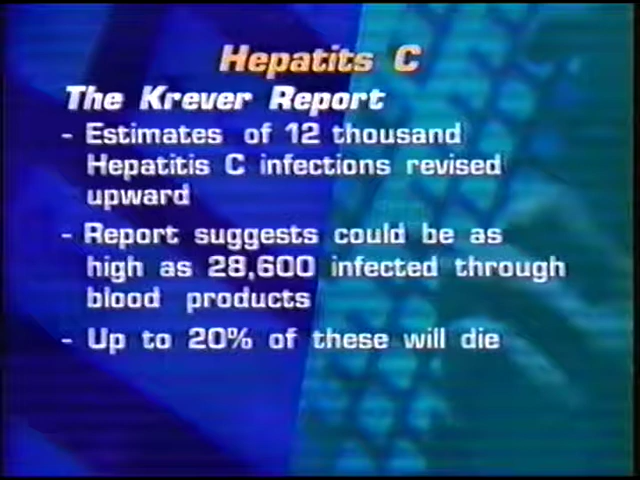 Hepatits C
The Krever Report
- Estimates of 12 thousand
Hepatitis C infections revised
upward
- Report suggests could be as
high as 28,600 infected through
blood products
- Up to 20% of these will die